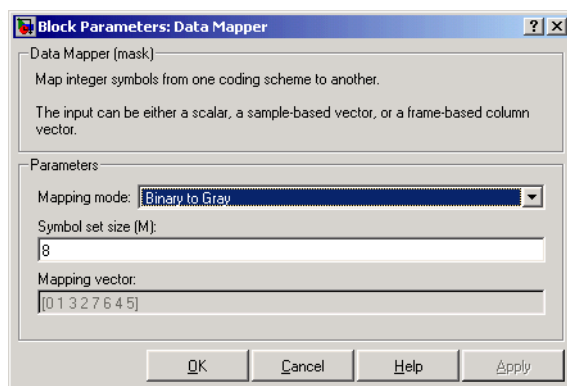 Block Parameters: Data Mapper
Data Mapper (mask)
Map integer symbols from one coding scheme to another.
The input can be either a scalar, a sample-based vector, or a frame-based column
vector.
Parameters
Mapping mode: Binary to Gray
Symbol set size (M):
8
Mapping vector:
[0 1 3 2 7 6 4 5]
OK Cancel Help Apply